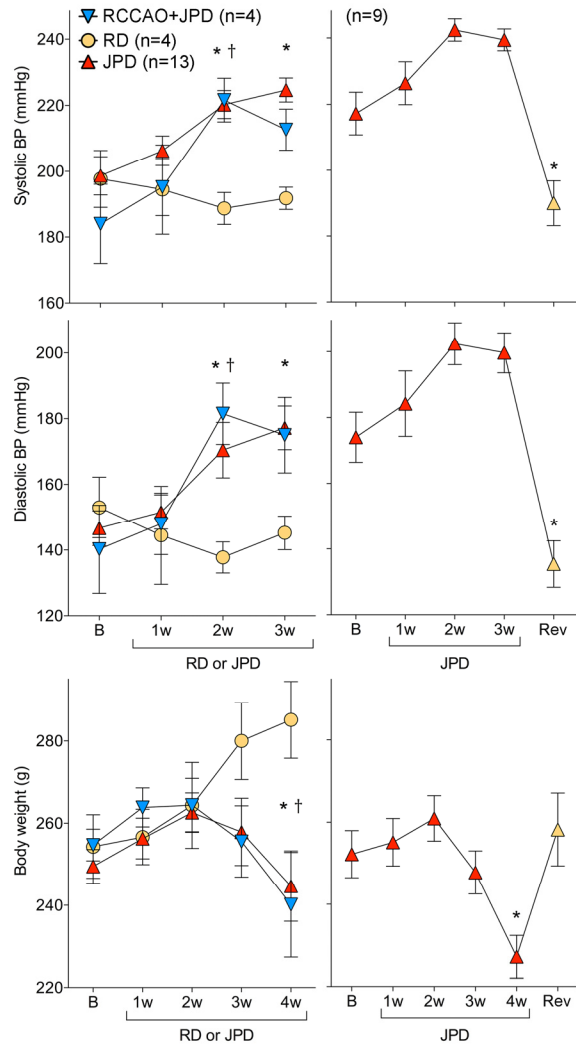 RCCAO+JPD (n=4)
RD (n=4)
JPD (n=13)
(n=9)
Systolic BP (mmHg)
240
220
200
180
160
* †
*
*
Diastolic BP (mmHg)
200
180
160
140
120
* †
*
*
B 1w 2w 3w
RD or JPD
B 1w 2w 3w Rev
JPD
Body weight (g)
280
260
240
220
* †
*
B 1w 2w 3w 4w
RD or JPD
B 1w 2w 3w 4w Rev
JPD